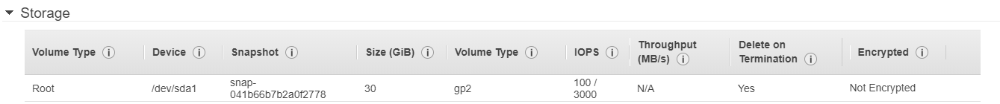 Storage
Volume Type Device Snapshot Size (GiB) Volume Type IOPS Throughput (MB/s) Delete on Termination Encrypted
Root /dev/sda1 snap-041b66b7b2a0f2778 30 gp2 100 / 3000 N/A Yes Not Encrypted